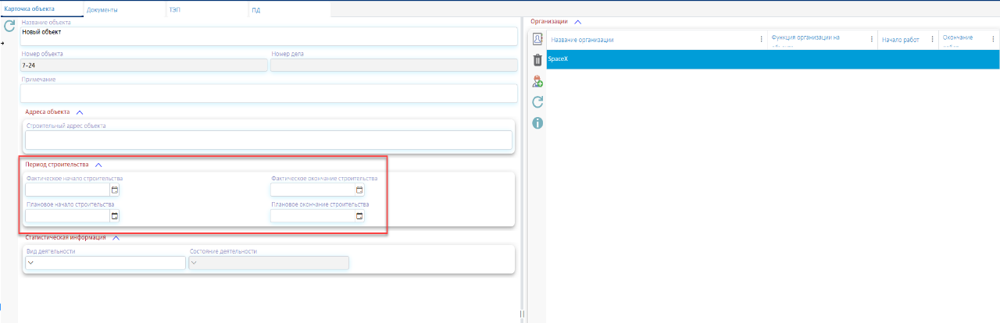 Карточка объекта
Документы
ТЭП
ПД
Название объекта
Новый объект
Номер объекта
Номер дела
7-24
Примечание
Адреса объекта
Строительный адрес объекта
Период строительства
Фактическое начало строительства
Фактическое окончание строительства
Плановое начало строительства
Плановое окончание строительства
Статистическая информация
Вид деятельности
Состояние деятельности
Организации
Название организации
Функция организации на
Начало работ
Окончание
SpaceX